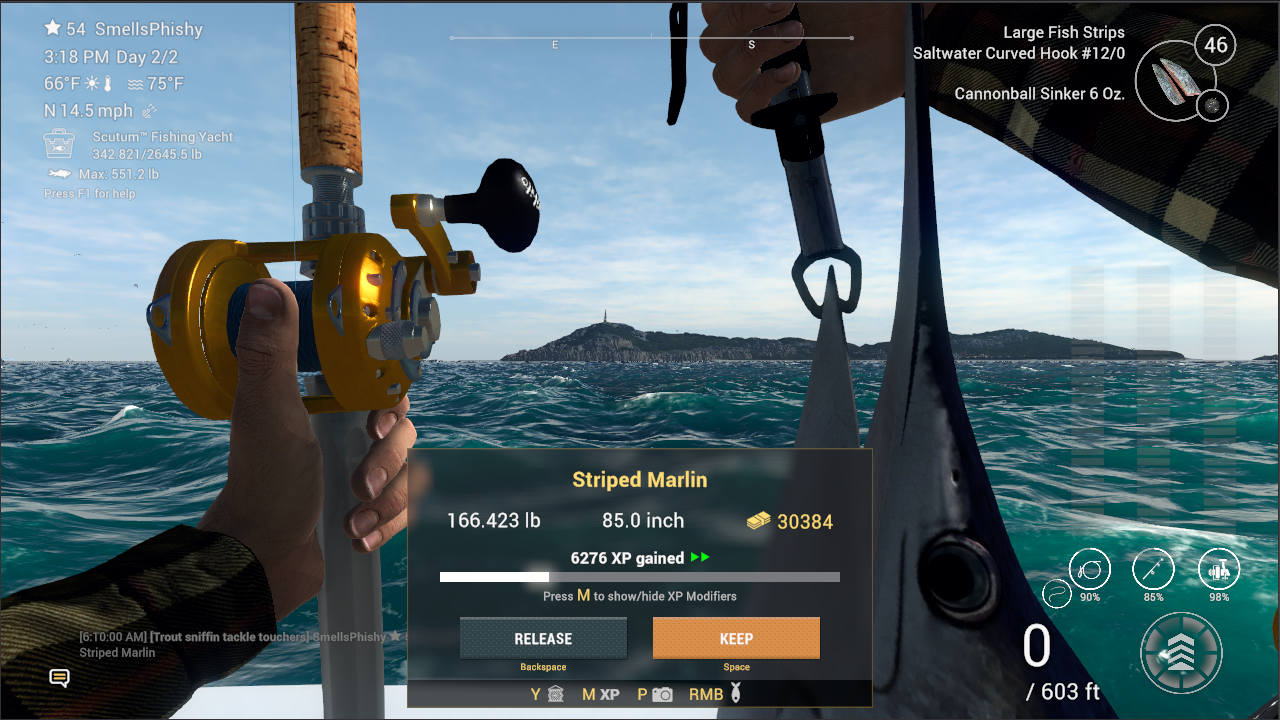 54 SmellsPhishy
3:18 PM Day 2/2
66°F 75°F
N 14.5 mph
Scutum™ Fishing Yacht
342.821/2645.5 lb
Max: 551.2 lb
Press F1 for help
E S
Large Fish Strips
Saltwater Curved Hook #12/0
46
Cannonball Sinker 6 Oz.
Striped Marlin
166.423 lb 85.0 inch 30384
6276 XP gained
Press M to show/hide XP Modifiers
RELEASE KEEP
Backspace Space
Y M XP P RMB
[6:10:00 AM] [Trout sniffin tackle touchers] SmellsPhishy
Striped Marlin
90% 85% 98%
0
/ 603 ft